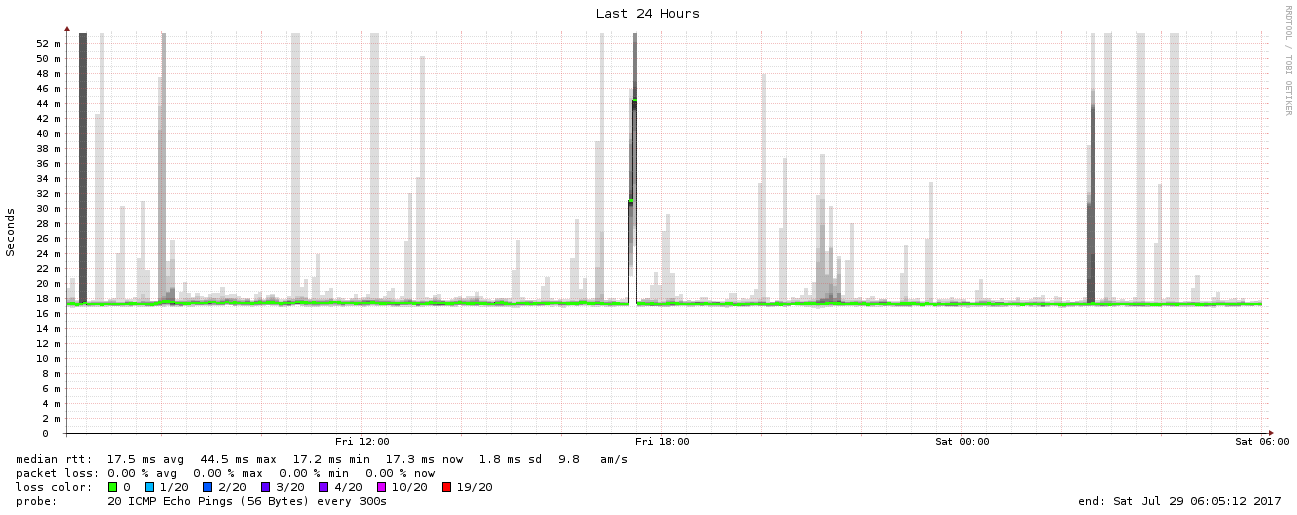 Last 24 Hours
RRDTOOL / TOBI OETIKER
Seconds
52 m
50 m
48 m
46 m
44 m
42 m
40 m
38 m
36 m
34 m
32 m
30 m
28 m
26 m
24 m
22 m
20 m
18 m
16 m
14 m
12 m
10 m
8 m
6 m
4 m
2 m
0
Fri 12:00 Fri 18:00 Sat 00:00 Sat 06:00
median rtt: 17.5 ms avg 44.5 ms max 17.2 ms min 17.3 ms now 1.8 ms sd 9.8 am/s
packet loss: 0.00 % avg 0.00 % max 0.00 % min 0.00 % now
loss color: 0 1/20 2/20 3/20 4/20 10/20 19/20
probe: 20 ICMP Echo Pings (56 Bytes) every 300s end: Sat Jul 29 06:05:12 2017